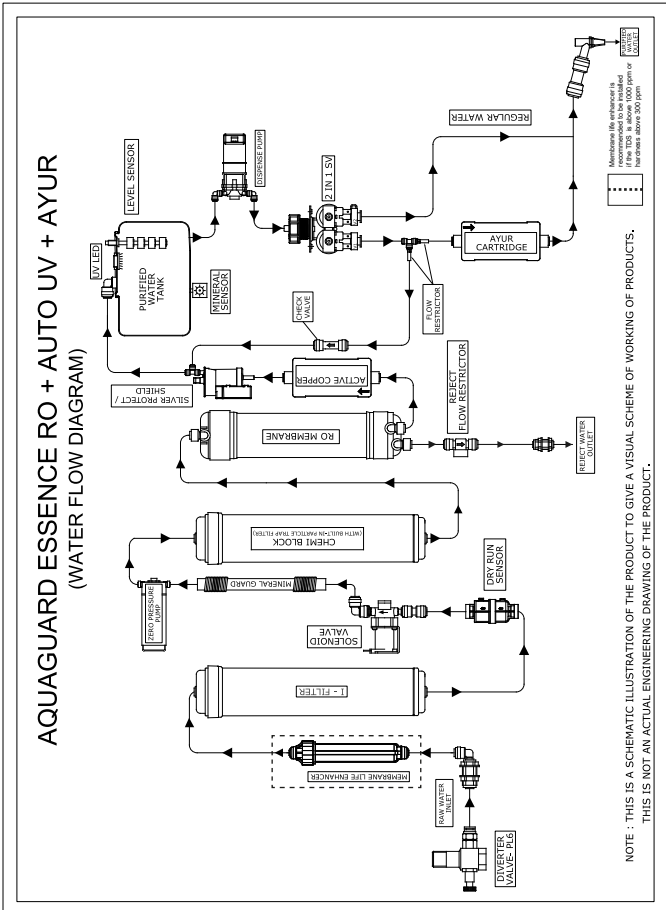 AQUAGUARD ESSENCE RO + AUTO UV + AYUR
(WATER FLOW DIAGRAM)
DIVERTER
VALVE- PL6
RAW WATER
INLET
MEMBRANE LIFE ENHANCER
I - FILTER
DRY RUN
SENSOR
SOLENOID
VALVE
MINERAL GUARD
ZERO PRESSURE
PUMP
CHEMI BLOCK
(WITH BUILT-IN PARTICLE TRAP FILTER)
RO MEMBRANE
REJECT
FLOW RESTRICTOR
REJECT WATER
OUTLET
ACTIVE COPPER
SILVER PROTECT /
SHIELD
CHECK
VALVE
UV LED
LEVEL SENSOR
PURIFIED
WATER
TANK
MINERAL
SENSOR
DISPENSE PUMP
2 IN 1 SV
FLOW
RESTRICTOR
AYUR
CARTRIDGE
REGULAR WATER
PURIFIED
WATER
OUTLET
Membrane life enhancer is
recommended to be installed
if the TDS is above 1000 ppm or
hardness above 300 ppm
NOTE : THIS IS A SCHEMATIC ILLUSTRATION OF THE PRODUCT TO GIVE A VISUAL SCHEME OF WORKING OF PRODUCTS.
THIS IS NOT AN ACTUAL ENGINEERING DRAWING OF THE PRODUCT.